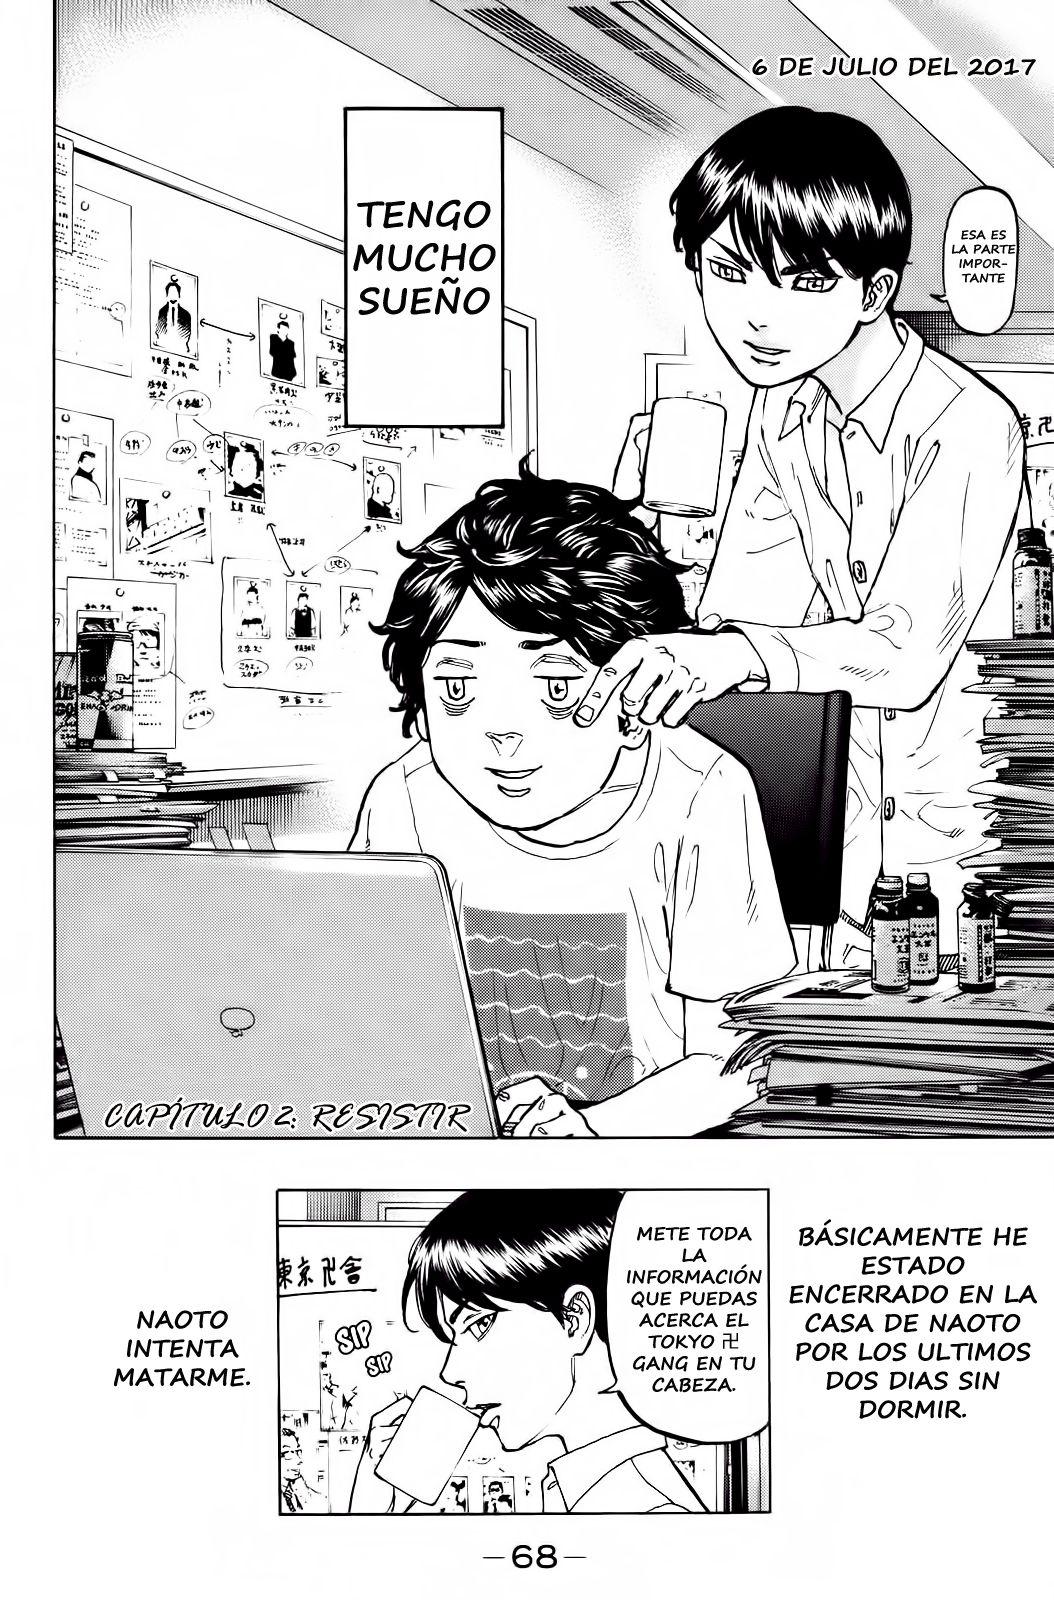 6 DE JULIO DEL 2017
ESA ES
LA PARTE
IMPOR-
TANTE
TENGO
MUCHO
SUEÑO
CAPÍTULO 2: RESISTIR
BÁSICAMENTE HE
ESTADO
ENCERRADO EN LA
CASA DE NAOTO
POR LOS ULTIMOS
DOS DIAS SIN
DORMIR.
METE TODA
LA
INFORMACIÓN
QUE PUEDAS
ACERCA EL
TOKYO 卍
GANG EN TU
CABEZA.
東京卍會
SIP
SIP
NAOTO
INTENTA
MATARME.
—68—